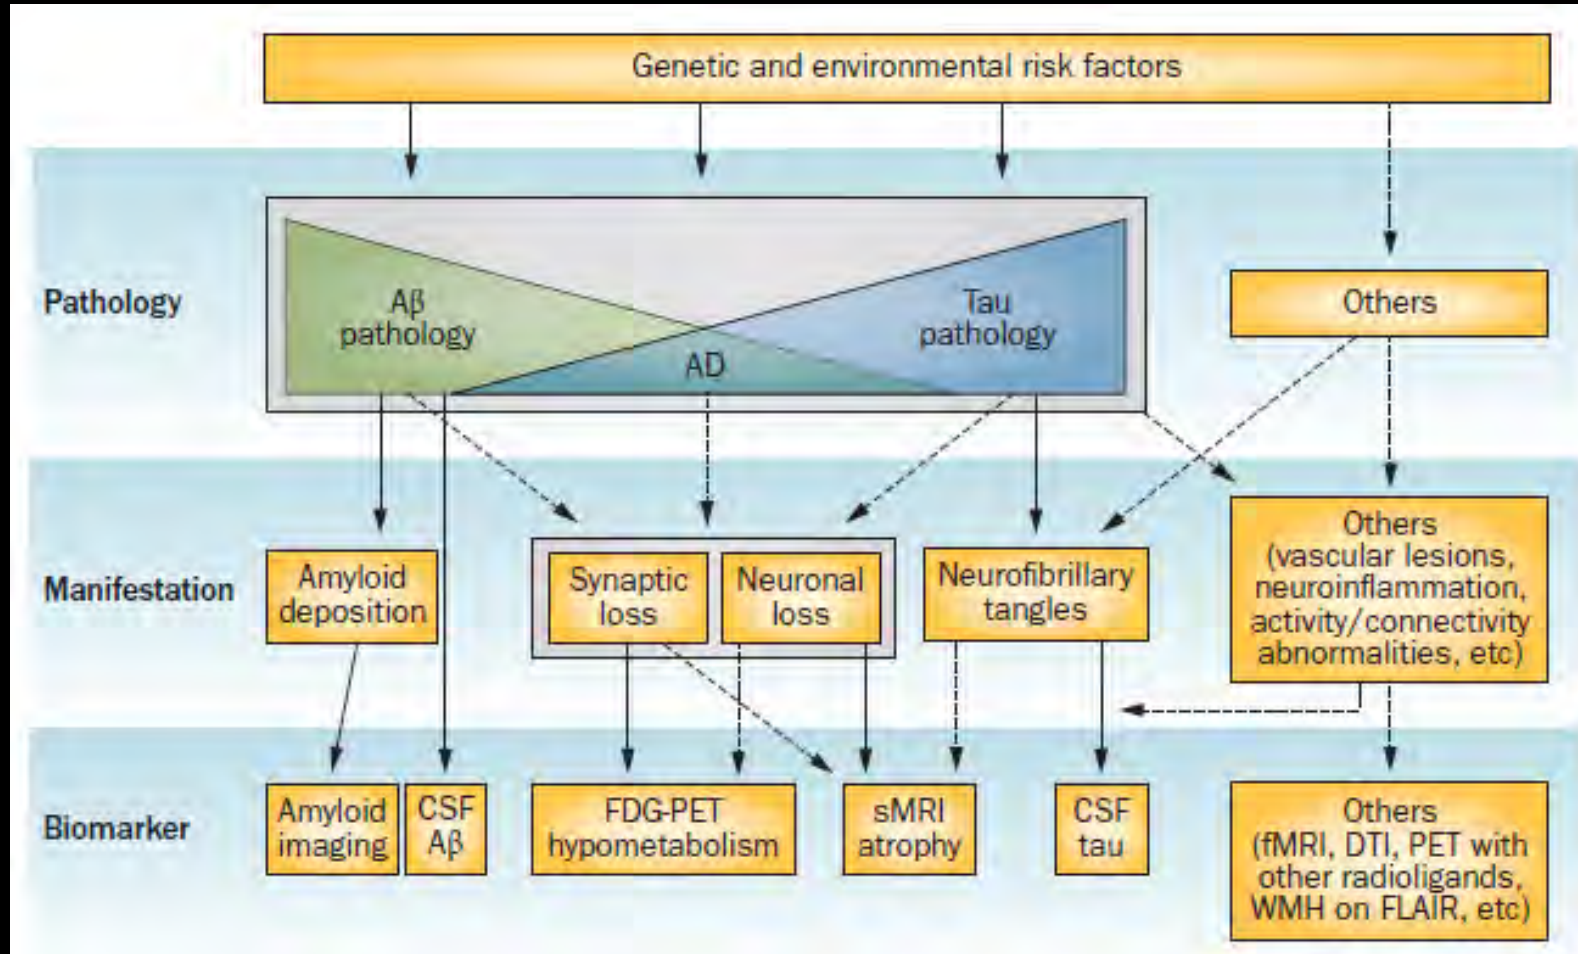 Genetic and environmental risk factors
Pathology
Aβ
pathology
AD
Tau
pathology
Others
Manifestation
Amyloid
deposition
Synaptic
loss
Neuronal
loss
Neurofibrillary
tangles
Others
(vascular lesions,
neuroinflammation,
activity/connectivity
abnormalities, etc)
Biomarker
Amyloid
imaging
CSF
Aβ
FDG-PET
hypometabolism
sMRI
atrophy
CSF
tau
Others
(fMRI, DTI, PET with
other radioligands,
WMH on FLAIR, etc)